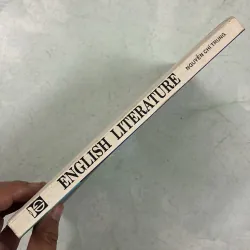 ENGLISH LITERATURE
NGUYỄN CHÍ TRUNG